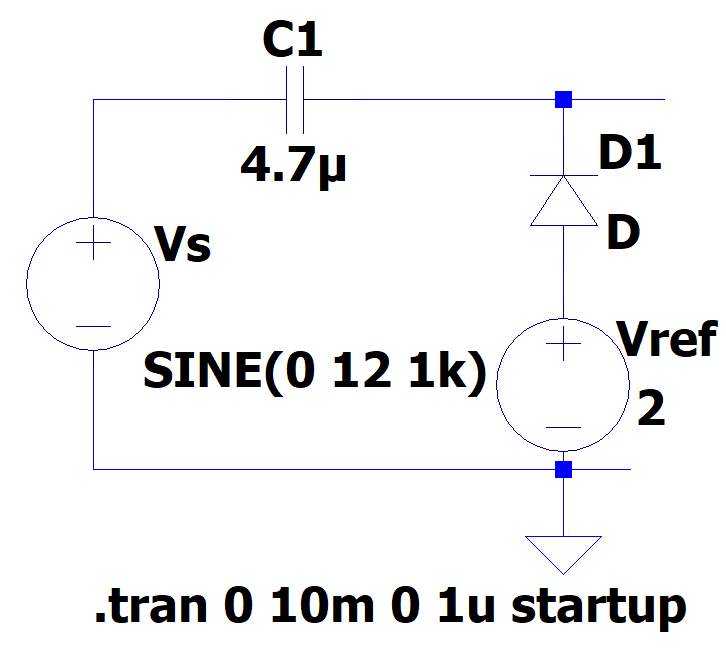 C1
4.7µ
D1
D
Vs
Vref
SINE(0 12 1k)
2
.tran 0 10m 0 1u startup